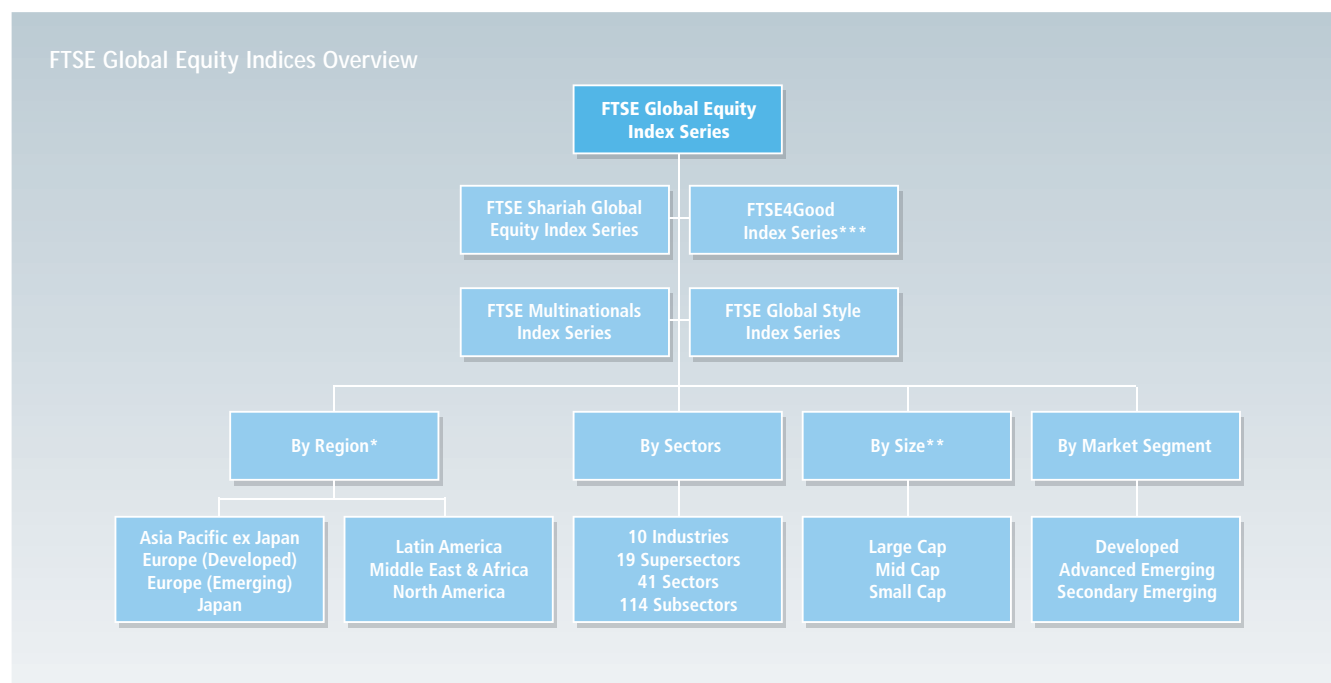 FTSE Global Equity Indices Overview
FTSE Global Equity
Index Series
FTSE Shariah Global
Equity Index Series
FTSE4Good
Index Series***
FTSE Multinationals
Index Series
FTSE Global Style
Index Series
By Region*
By Sectors
By Size**
By Market Segment
Asia Pacific ex Japan
Europe (Developed)
Europe (Emerging)
Japan
Latin America
Middle East & Africa
North America
10 Industries
19 Supersectors
41 Sectors
114 Subsectors
Large Cap
Mid Cap
Small Cap
Developed
Advanced Emerging
Secondary Emerging